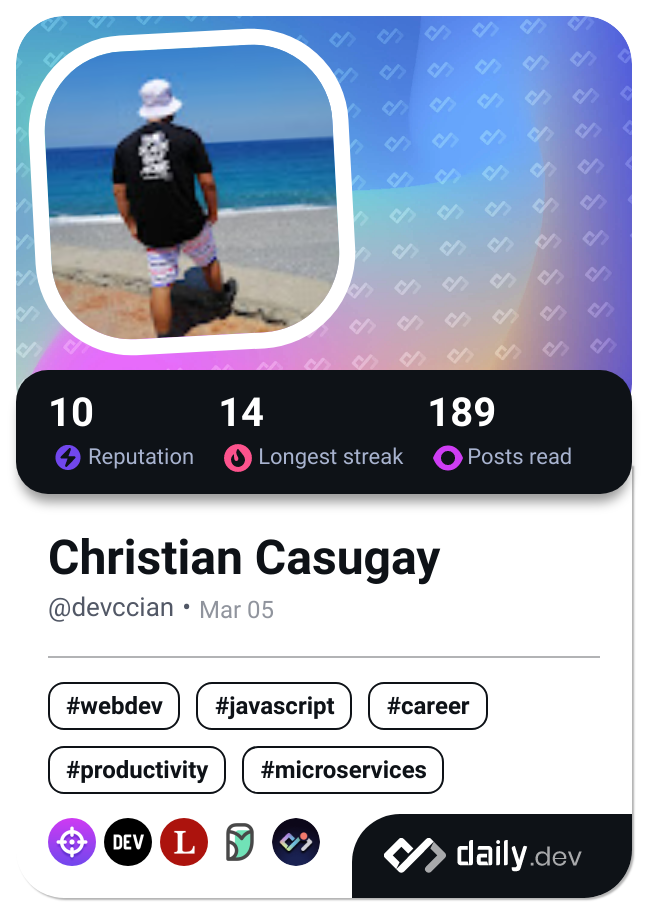 10 14 189
Reputation Longest streak Posts read
Christian Casugay
@devccian • Mar 05
#webdev #javascript #career
#productivity #microservices
DEV L
daily.dev